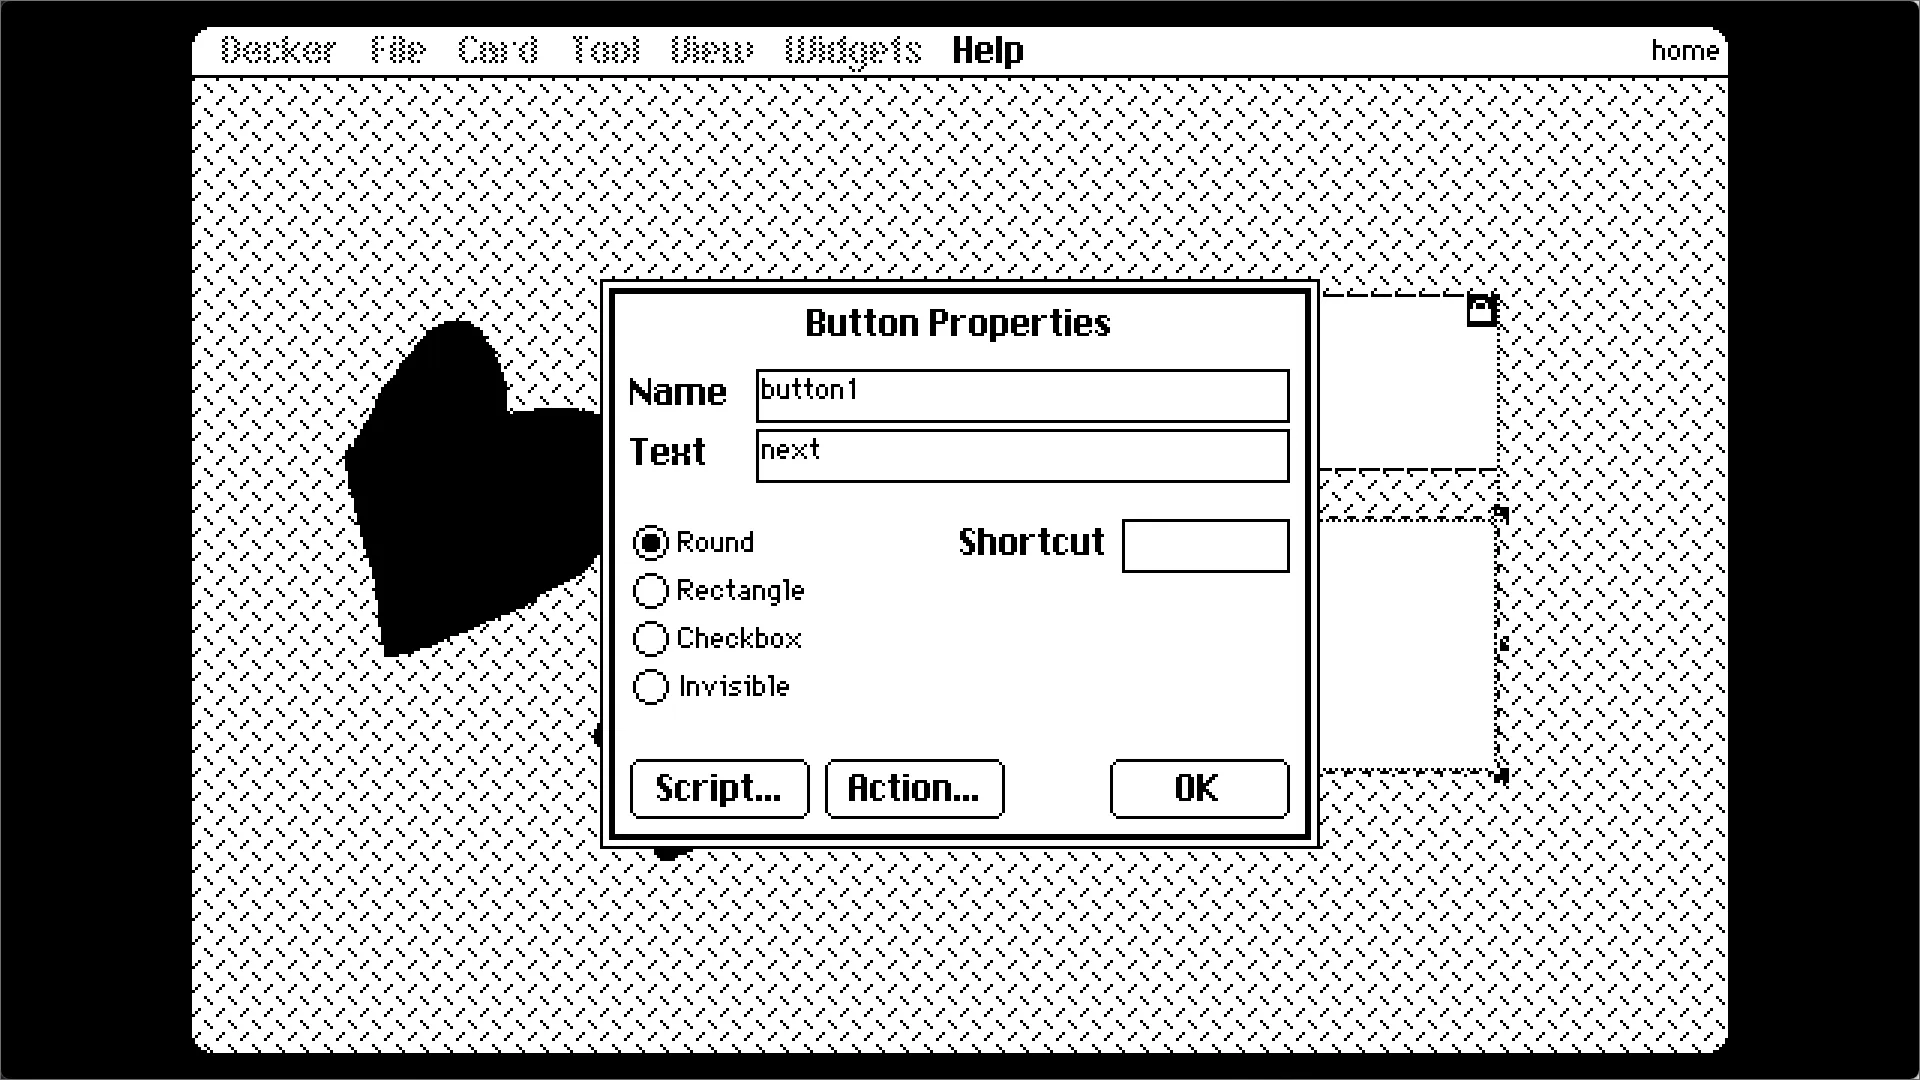 Decker File Card Tool View Widgets Help home
Button Properties
Name button1
Text next
Round Shortcut
Rectangle
Checkbox
Invisible
Script... Action... OK